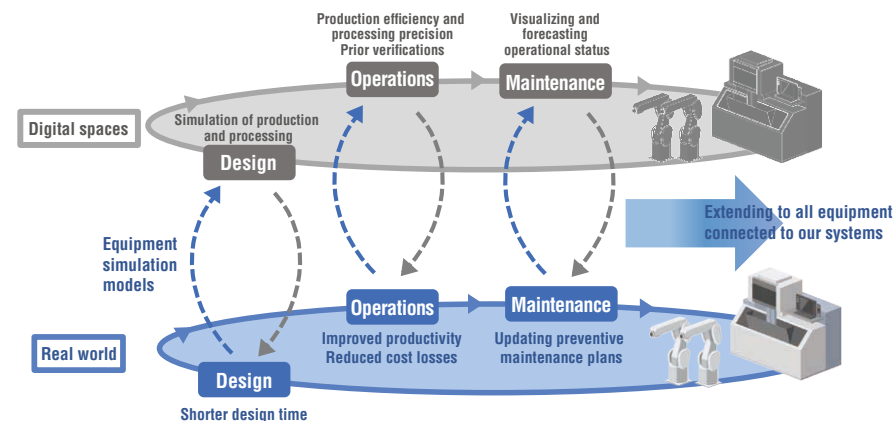 Production efficiency and
processing precision
Prior verifications
Visualizing and
forecasting
operational status
Operations
Maintenance
Digital spaces
Simulation of production
and processing
Design
Extending to all equipment
connected to our systems
Equipment
simulation
models
Operations
Maintenance
Real world
Improved productivity
Reduced cost losses
Updating preventive
maintenance plans
Design
Shorter design time